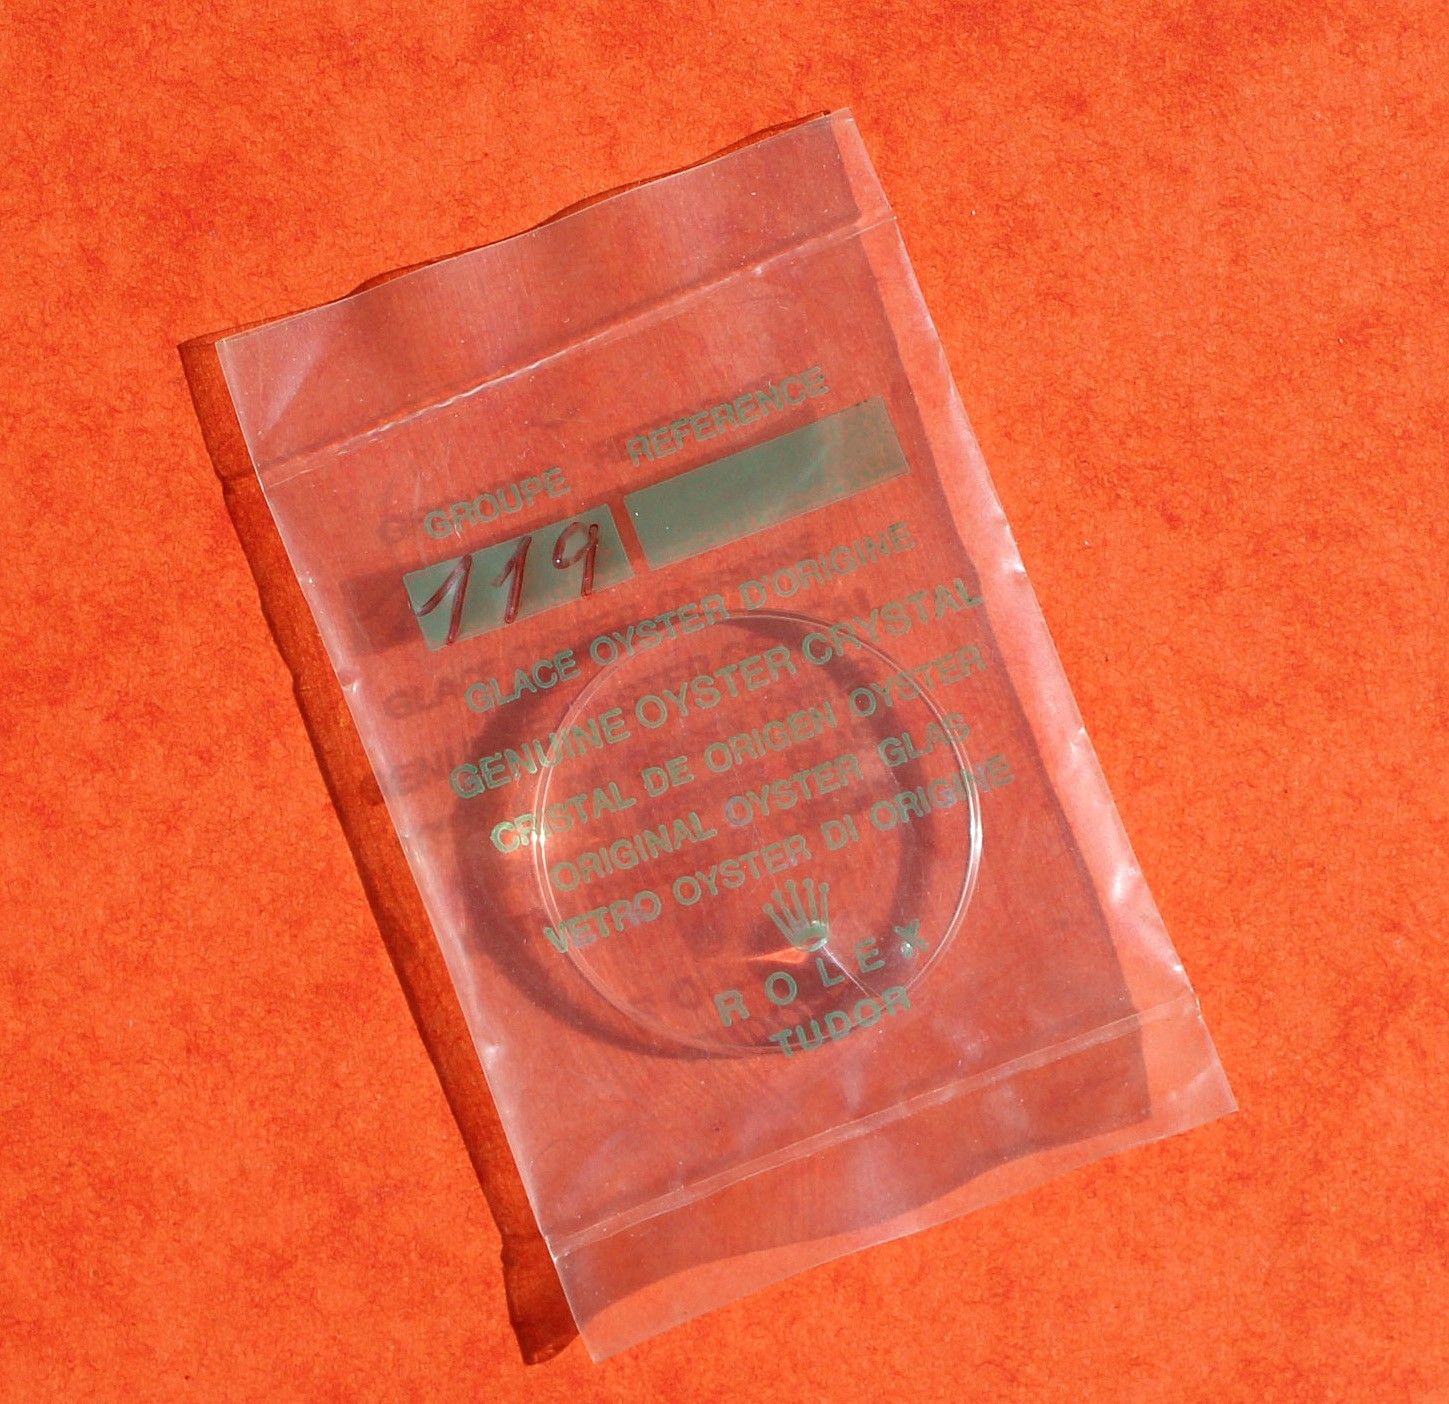 GROUPE REFERENCE
119
GLACE OYSTER D'ORIGINE
GENUINE OYSTER CRYSTAL
CRISTAL DE ORIGEN OYSTER
ORIGINAL OYSTER GLAS
VETRO OYSTER DI ORIGINE
ROLEX
TUDOR